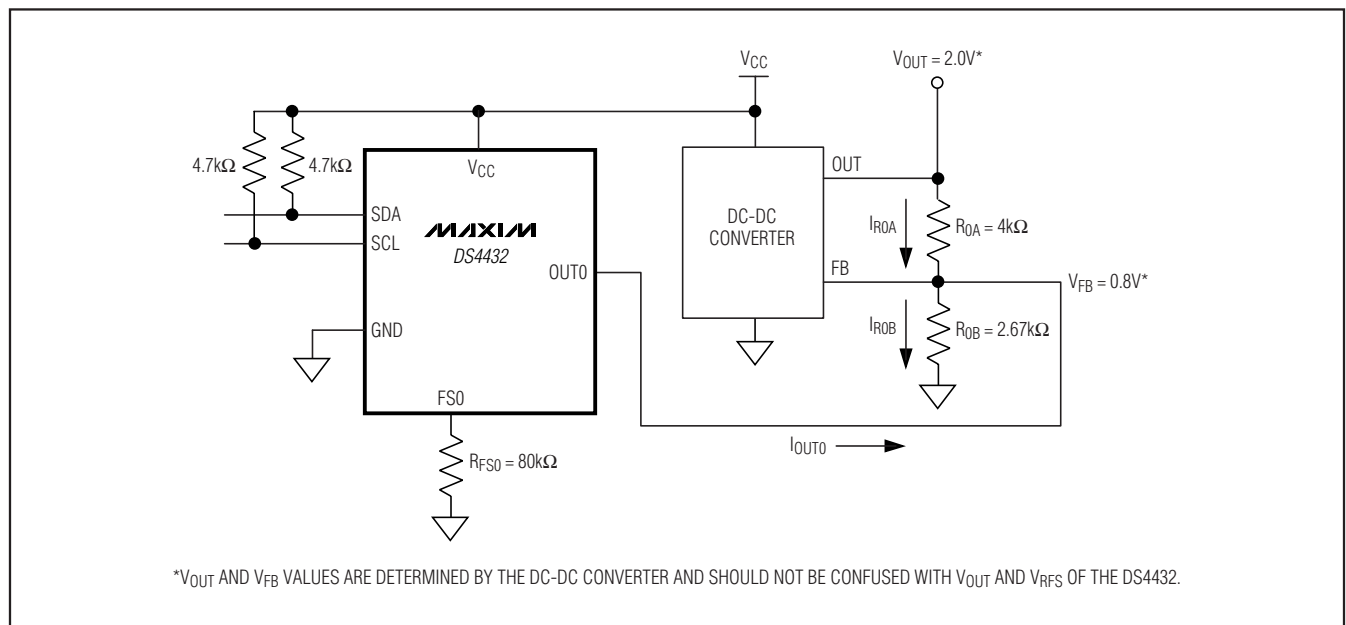 VCC
VOUT = 2.0V*
4.7kΩ
4.7kΩ
VCC
OUT
SDA
MAXIM
DC-DC
CONVERTER
IR0A
R0A = 4kΩ
SCL
DS4432
OUT0
FB
VFB = 0.8V*
GND
IR0B
R0B = 2.67kΩ
FS0
IOUT0
RFS0 = 80kΩ
*VOUT AND VFB VALUES ARE DETERMINED BY THE DC-DC CONVERTER AND SHOULD NOT BE CONFUSED WITH VOUT AND VRFS OF THE DS4432.